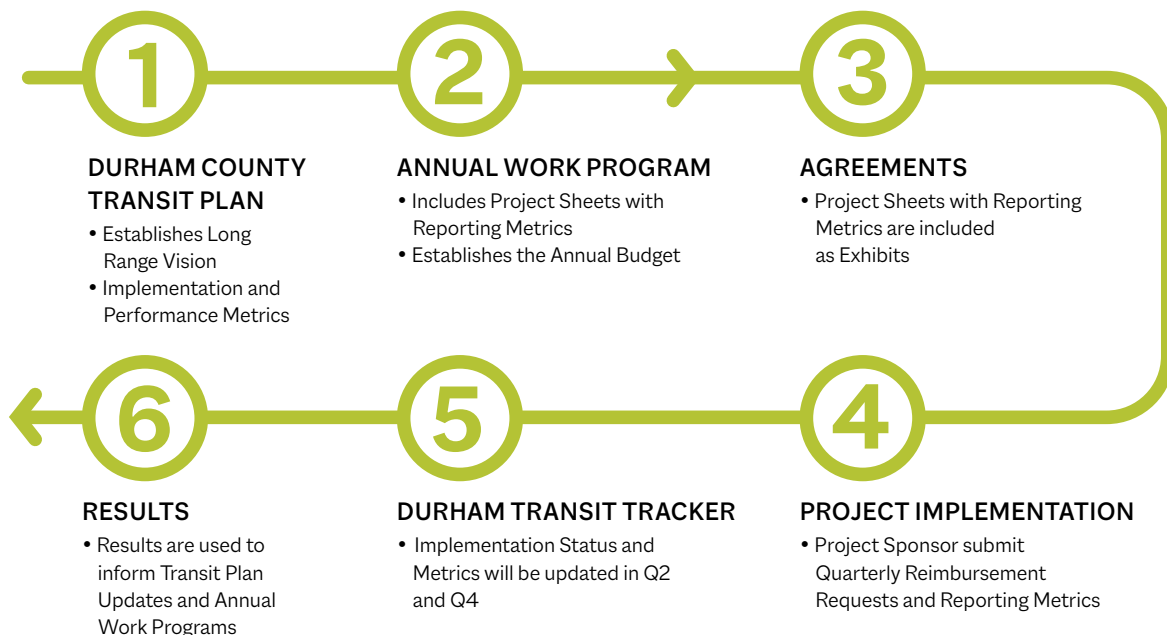 1
DURHAM COUNTY
TRANSIT PLAN
• Establishes Long
Range Vision
• Implementation and
Performance Metrics
2
ANNUAL WORK PROGRAM
• Includes Project Sheets with
Reporting Metrics
• Establishes the Annual Budget
3
AGREEMENTS
• Project Sheets with Reporting
Metrics are included
as Exhibits
4
PROJECT IMPLEMENTATION
• Project Sponsor submit
Quarterly Reimbursement
Requests and Reporting Metrics
5
DURHAM TRANSIT TRACKER
• Implementation Status and
Metrics will be updated in Q2
and Q4
6
RESULTS
• Results are used to
inform Transit Plan
Updates and Annual
Work Programs